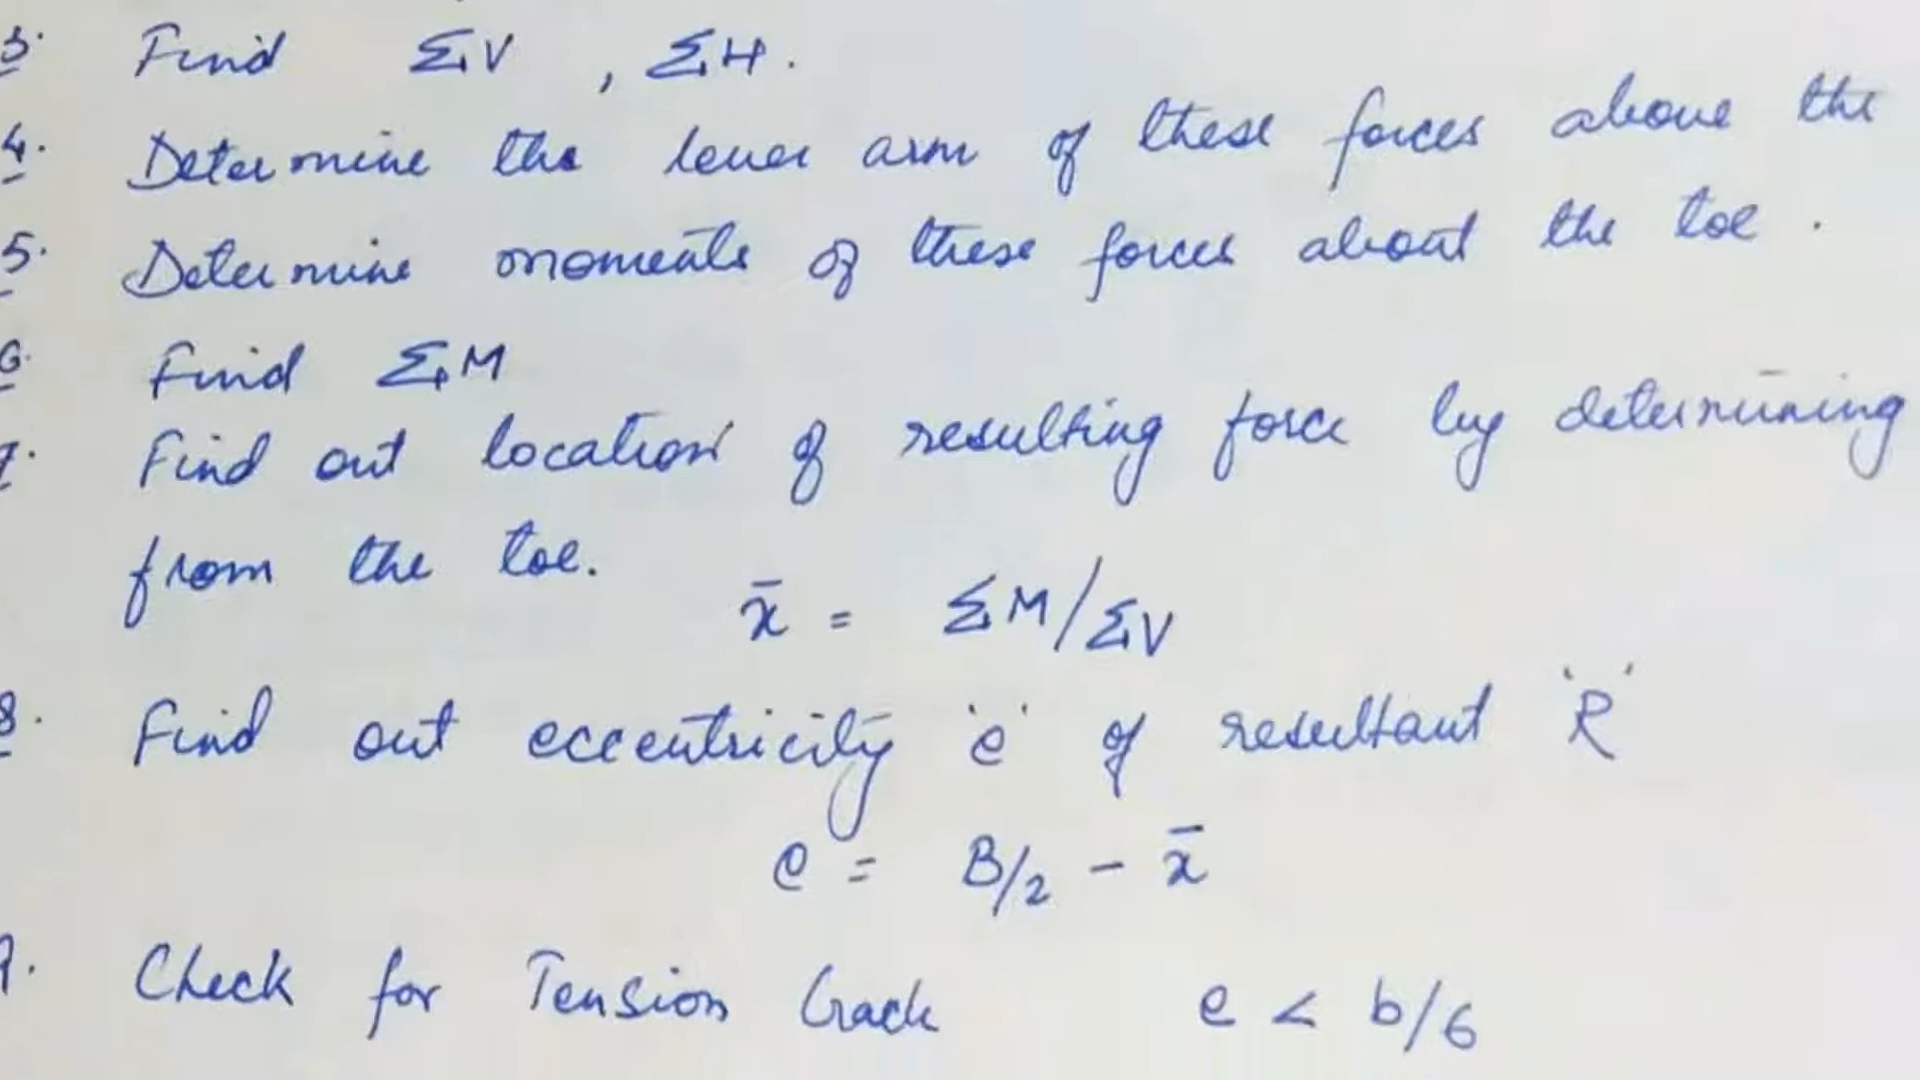 3. Find ΣV , ΣH.
4. Determine the lever arm of these forces above the
5. Determine moments of these forces about the toe .
6. Find ΣM
7. Find out location of resulting force by determining
from the toe.
x̄ = ΣM/ΣV
8. Find out eccentricity 'e' of resultant 'R'
e = B/2 - x̄
9. Check for Tension Crack e < b/6